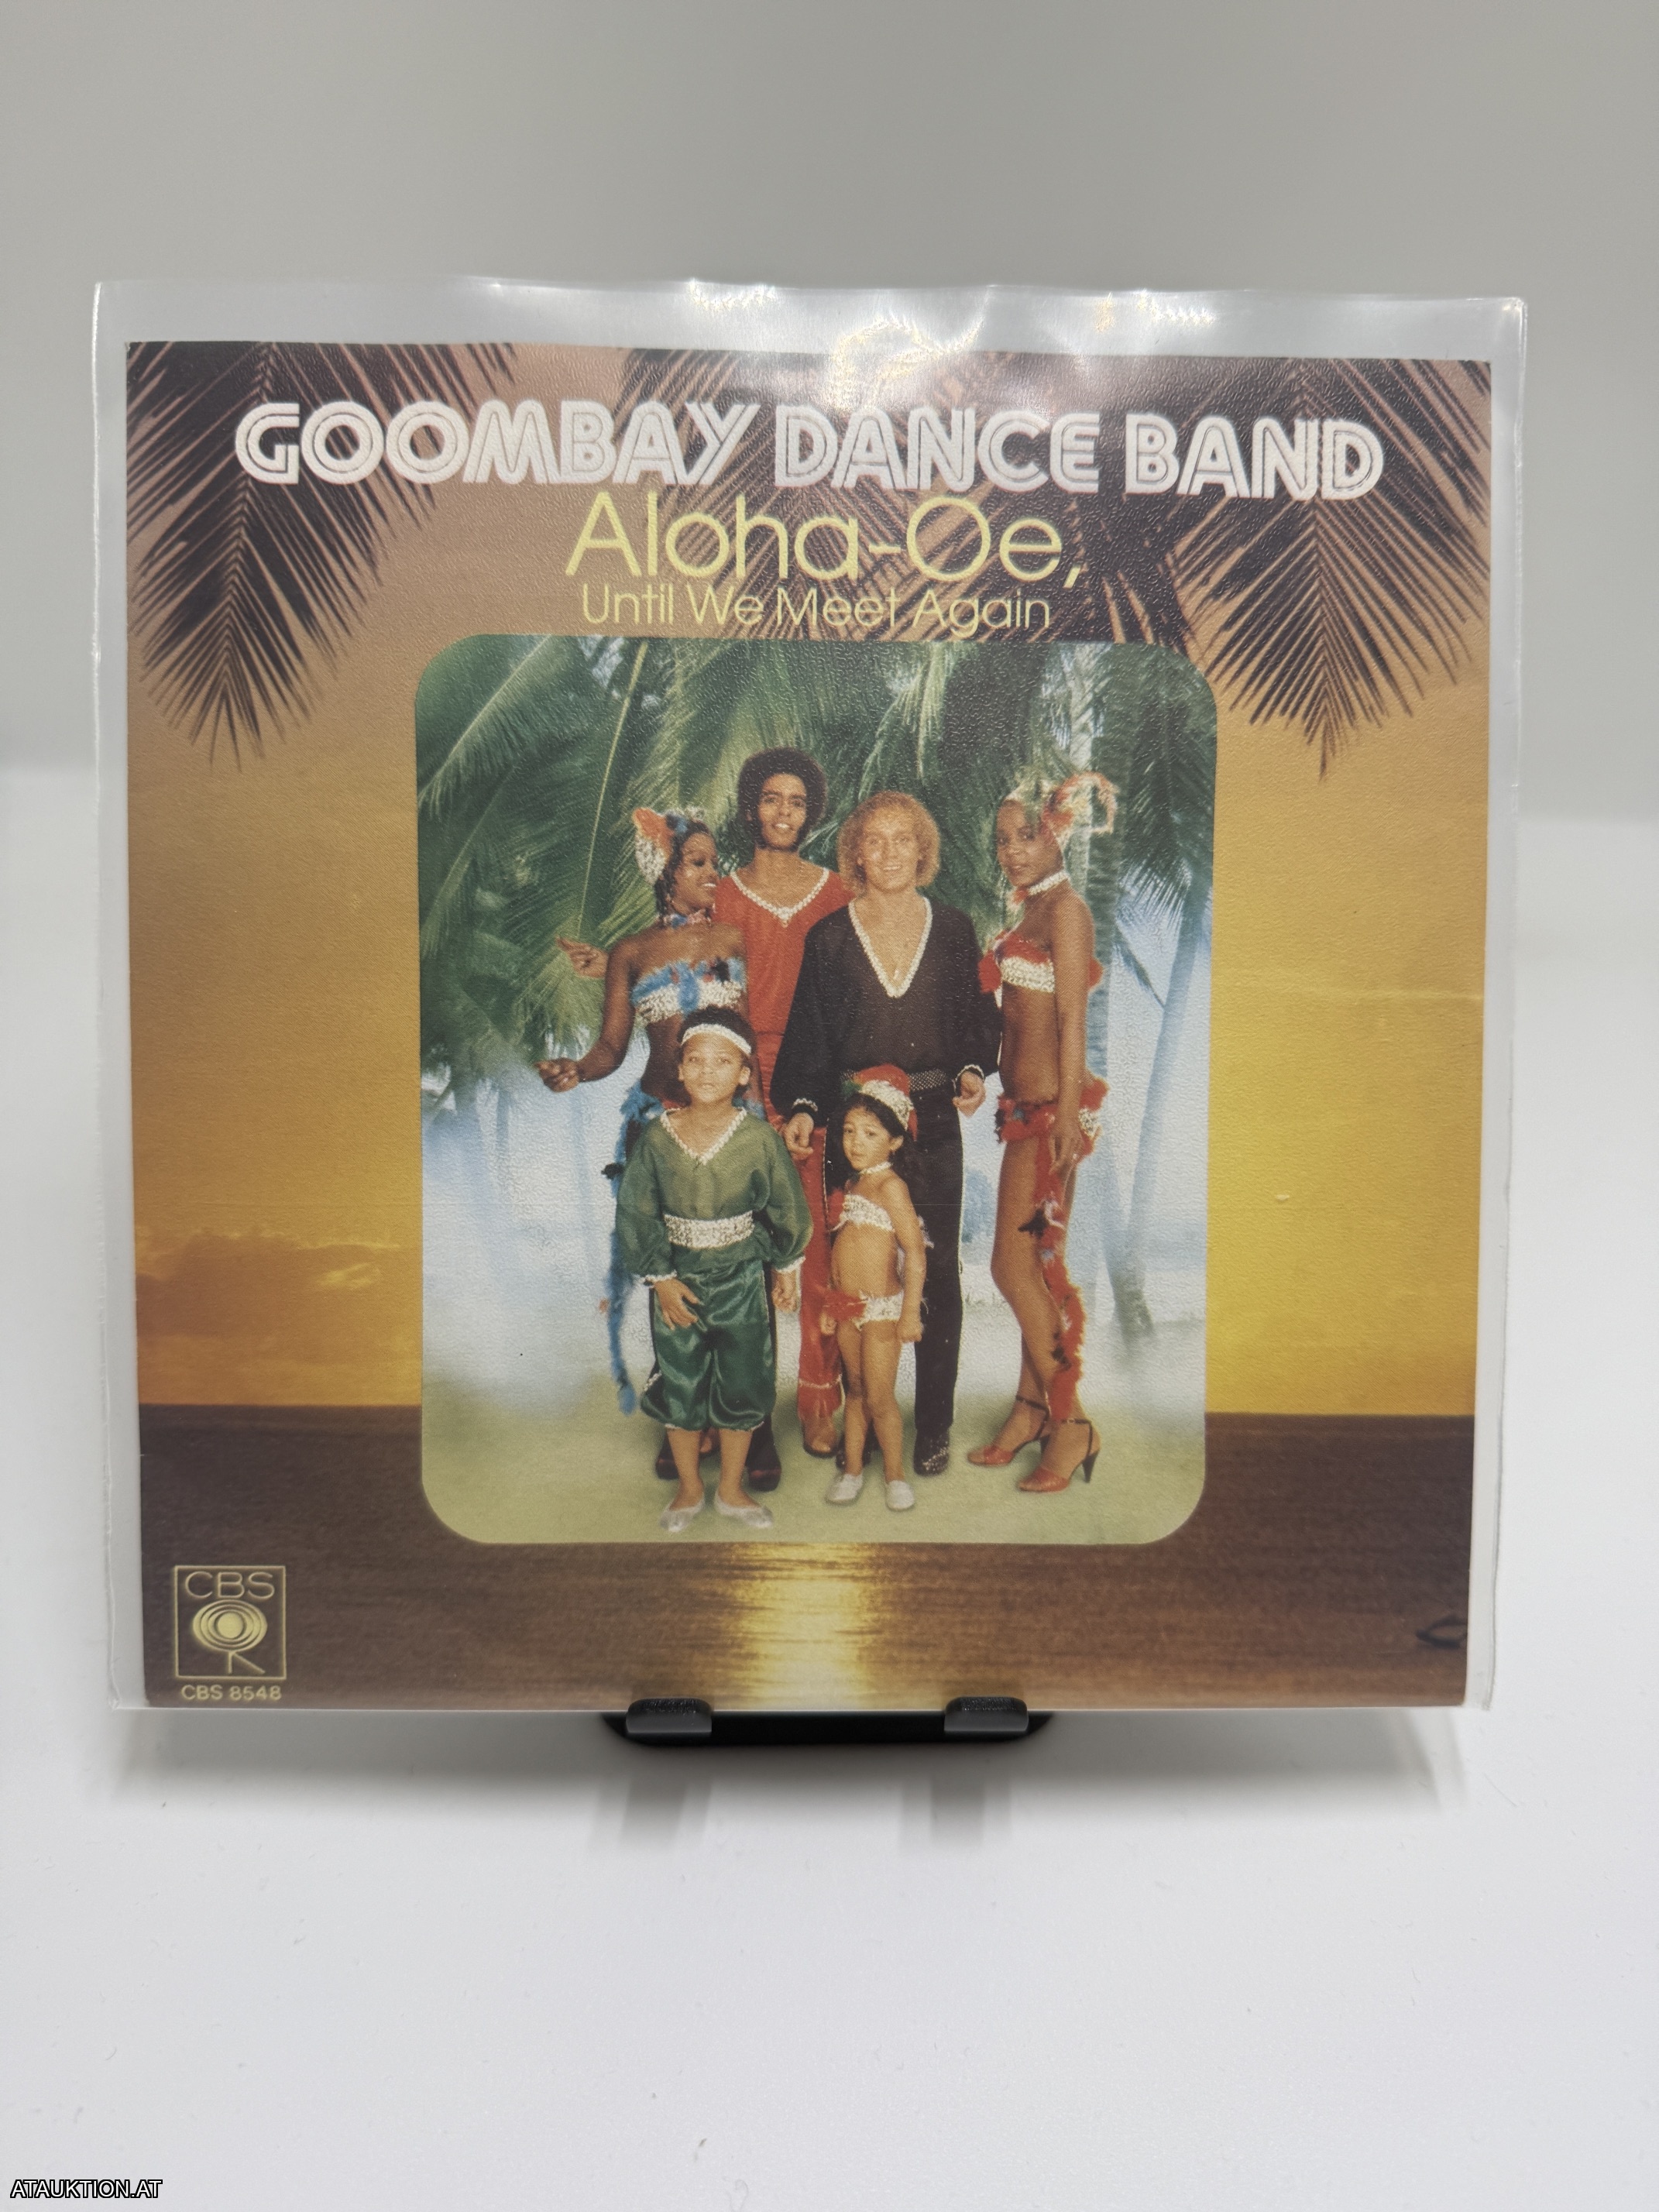 GOOMBAY DANCE BAND
Aloha-Oe,
Until We Meet Again
CBS
CBS 8548
ATAUKTION.AT